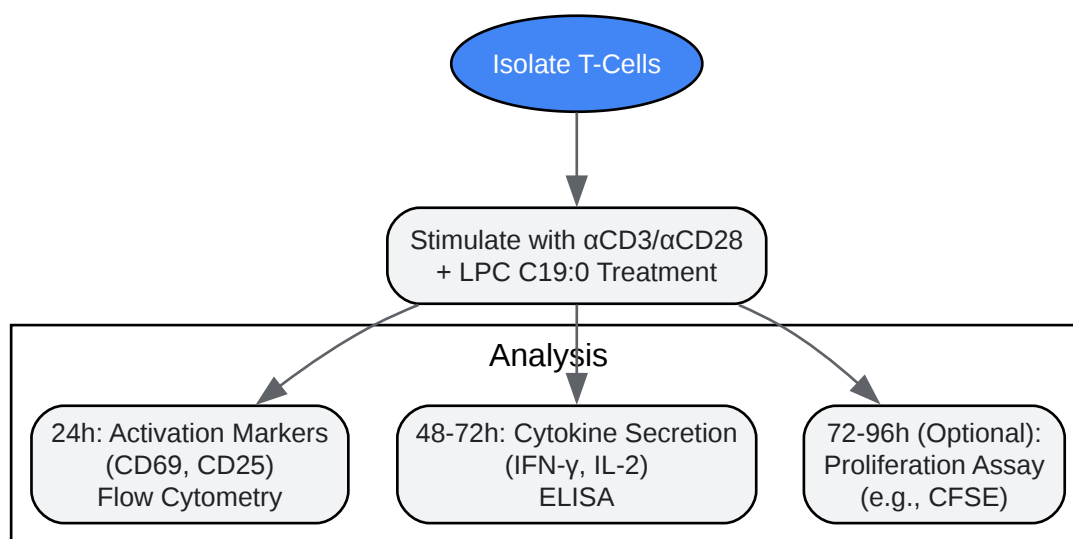 Isolate T-Cells
Stimulate with αCD3/αCD28
+ LPC C19:0 Treatment
Analysis
24h: Activation Markers
(CD69, CD25)
Flow Cytometry
48-72h: Cytokine Secretion
(IFN-γ, IL-2)
ELISA
72-96h (Optional):
Proliferation Assay
(e.g., CFSE)